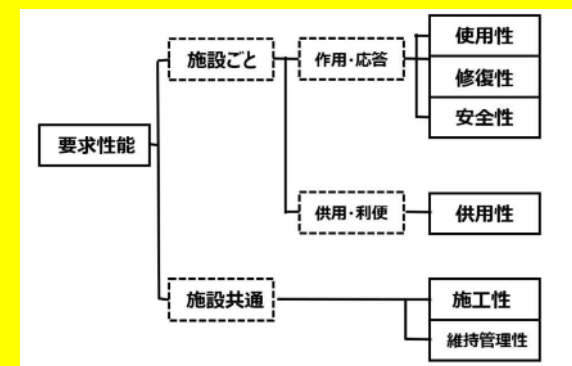 使用性
施設ごと
作用・応答
修復性
安全性
要求性能
供用・利便
供用性
施設共通
施工性
維持管理性